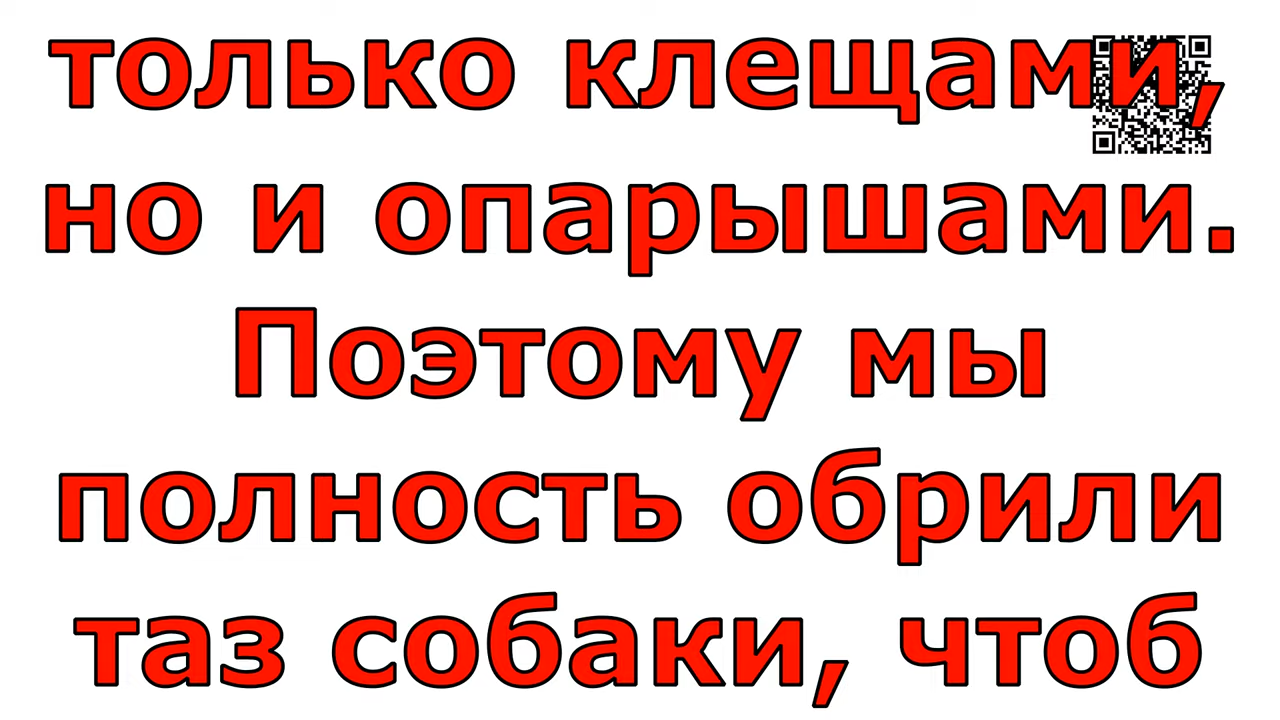 только клещами,
но и опарышами.
Поэтому мы
полность обрили
таз собаки, чтоб